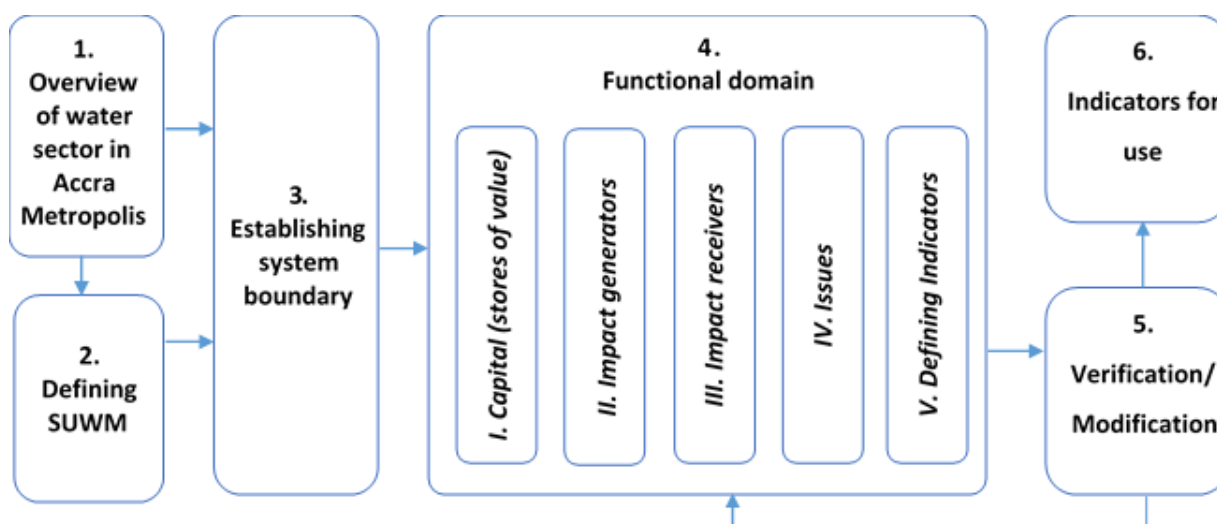 1.
Overview
of water
sector in
Accra
Metropolis
2.
Defining
SUWM
3.
Establishing
system
boundary
4.
Functional domain
I. Capital (stores of value)
II. Impact generators
III. Impact receivers
IV. Issues
V. Defining Indicators
5.
Verification/
Modification
6.
Indicators for
use